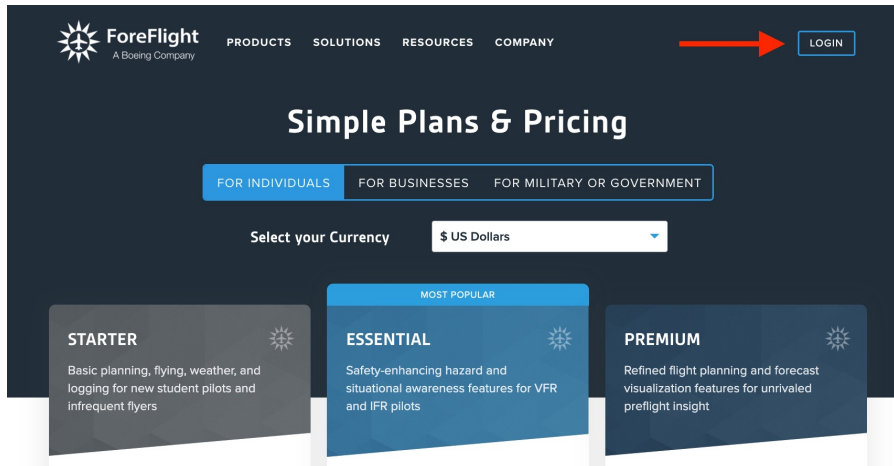 ForeFlight
A Boeing Company
PRODUCTS SOLUTIONS RESOURCES COMPANY
LOGIN
Simple Plans & Pricing
FOR INDIVIDUALS FOR BUSINESSES FOR MILITARY OR GOVERNMENT
Select your Currency $ US Dollars
MOST POPULAR
STARTER
Basic planning, flying, weather, and
logging for new student pilots and
infrequent flyers
ESSENTIAL
Safety-enhancing hazard and
situational awareness features for VFR
and IFR pilots
PREMIUM
Refined flight planning and forecast
visualization features for unrivaled
preflight insight